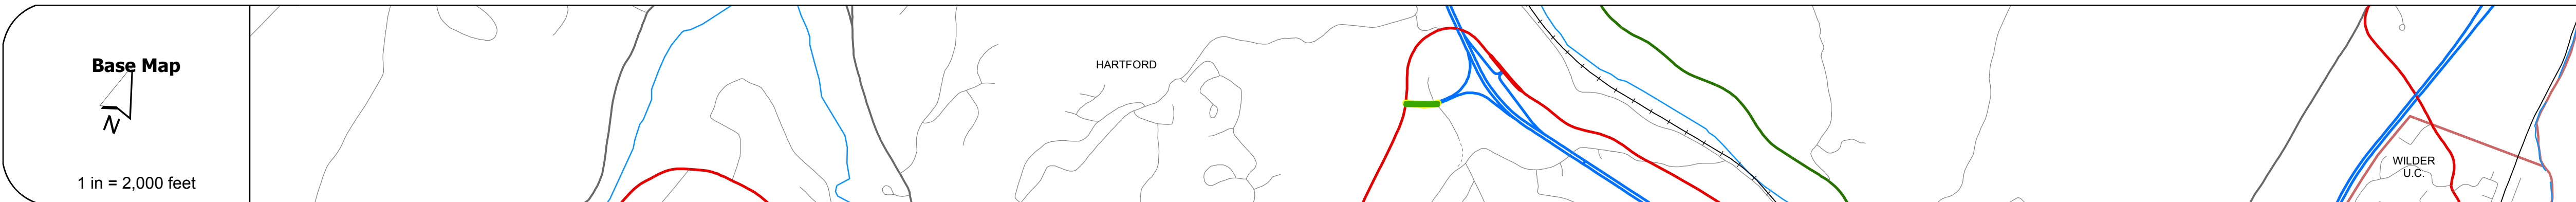 Base Map
N
1 in = 2,000 feet
HARTFORD
WILDER
U.C.